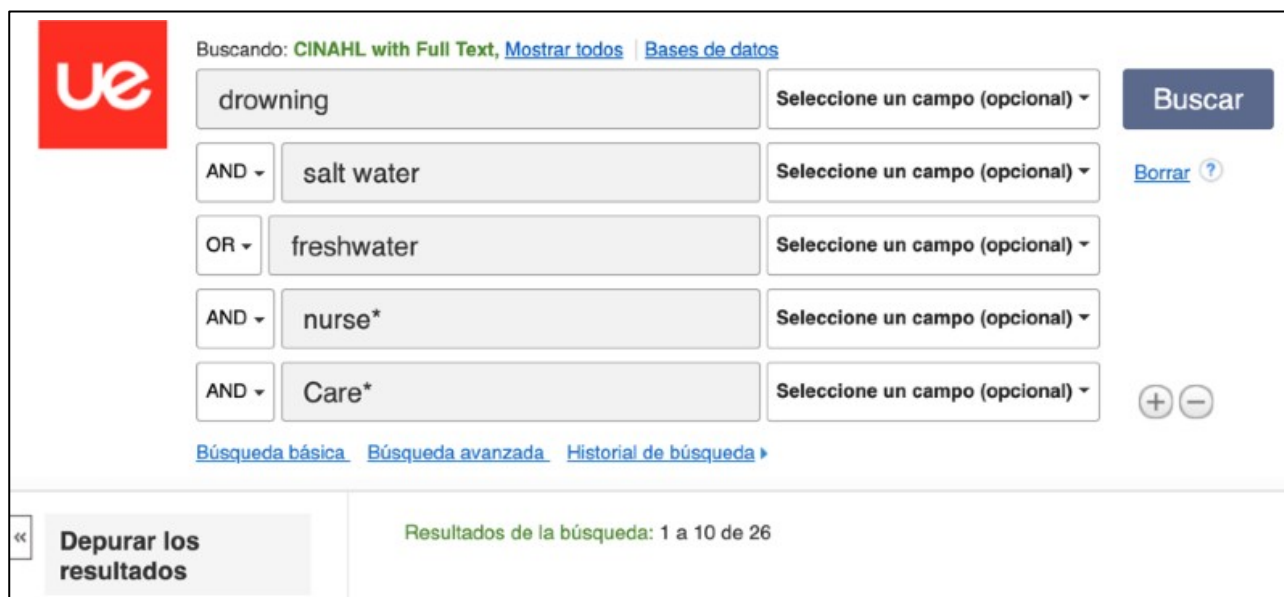 ue
Buscando: CINAHL with Full Text, Mostrar todos | Bases de datos
drowning Seleccione un campo (opcional) Buscar
AND salt water Seleccione un campo (opcional) Borrar ?
OR freshwater Seleccione un campo (opcional)
AND nurse* Seleccione un campo (opcional)
AND Care* Seleccione un campo (opcional) + −
Búsqueda básica Búsqueda avanzada Historial de búsqueda
« Depurar los
resultados
Resultados de la búsqueda: 1 a 10 de 26